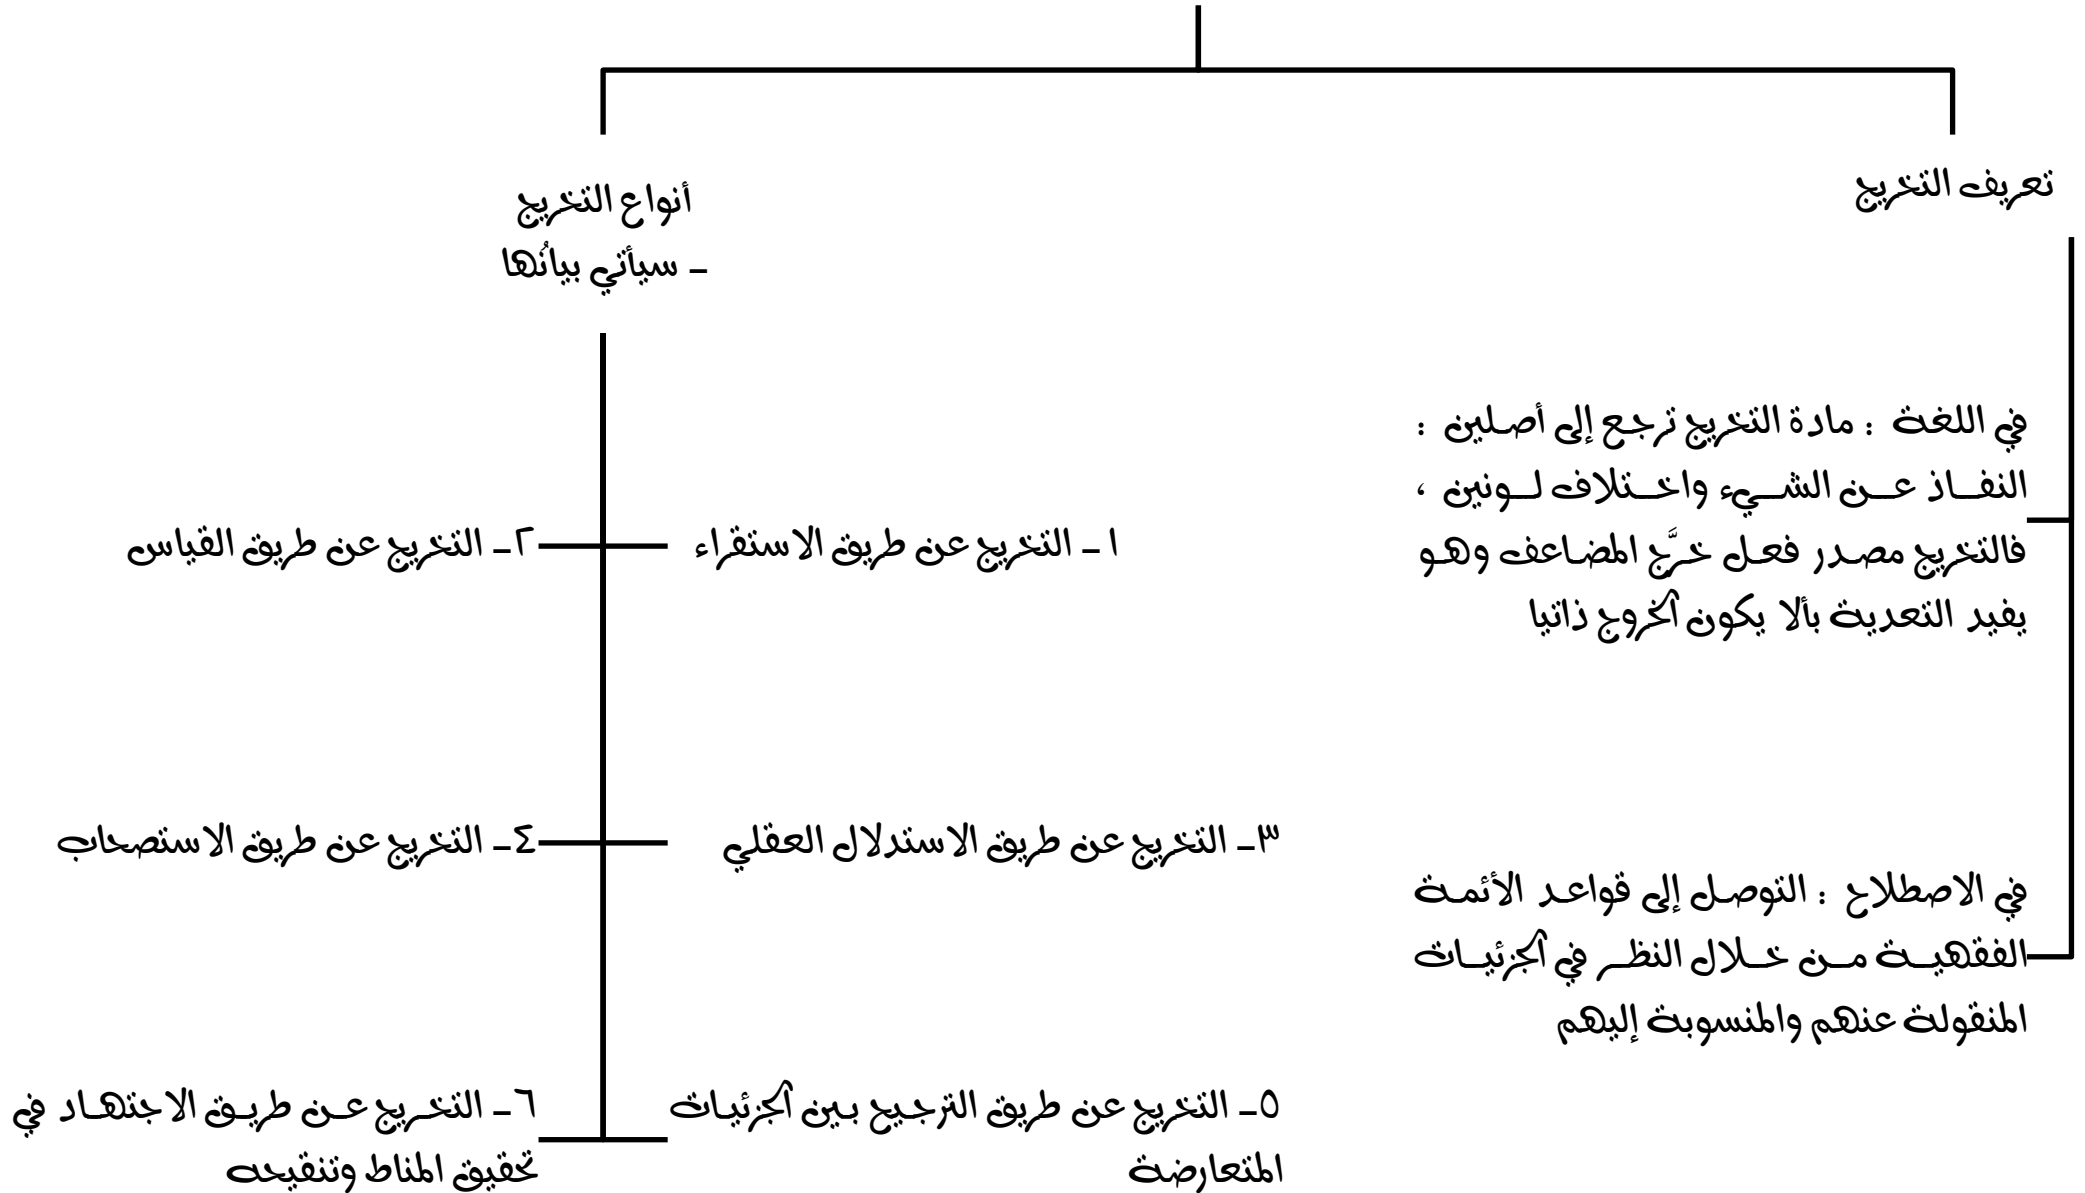 تعريف التخريج
في اللغة : مادة التخريج ترجع إلى أصلين :
النفاذ عن الشيء واختلاف لونين ،
فالتخريج مصدر فعل خرَّج المضاعف وهو
يفيد التعدية بألا يكون الخروج ذاتيا
في الاصطلاح : التوصل إلى قواعد الأئمة
الفقهية من خلال النظر في الجزئيات
المنقولة عنهم والمنسوبة إليهم
أنواع التخريج
- سيأتي بيانُها
١ - التخريج عن طريق الاستقراء
٢- التخريج عن طريق القياس
٣- التخريج عن طريق الاستدلال العقلي
٤- التخريج عن طريق الاستصحاب
٥- التخريج عن طريق الترجيح بين الجزئيات
المتعارضة
٦- التخريج عن طريق الاجتهاد في
تحقيق المناط وتنقيحه